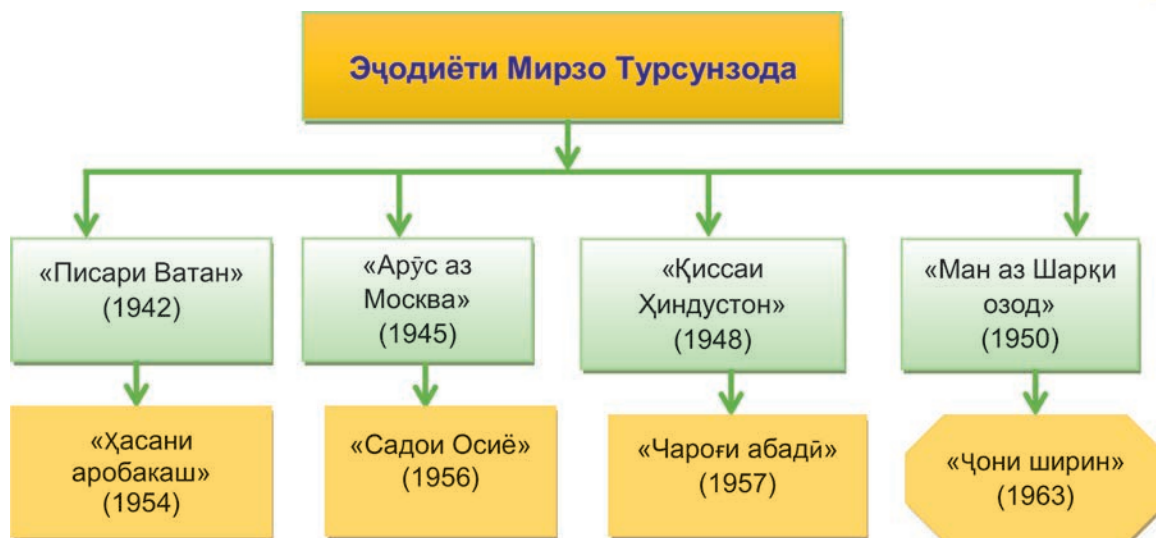 Эҷодиёти Мирзо Турсунзода
«Писари Ватан»
(1942)
«Арӯс аз
Москва»
(1945)
«Қиссаи
Ҳиндустон»
(1948)
«Ман аз Шарқи
озод»
(1950)
«Ҳасани
аробакаш»
(1954)
«Садои Осиё»
(1956)
«Чароғи абадӣ»
(1957)
«Ҷони ширин»
(1963)